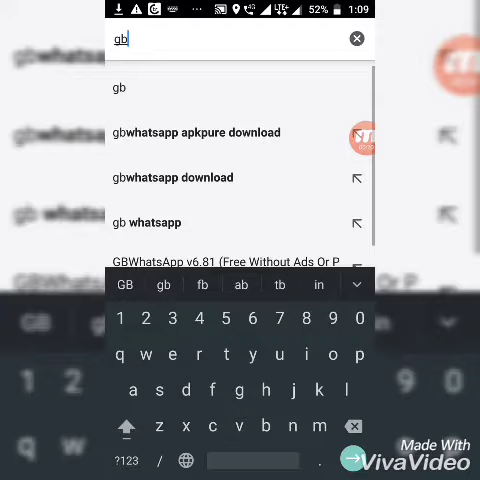 4G LTE+ 52% 1:09
gb
gb
gbwhatsapp apkpure download
gbwhatsapp download
gb whatsapp
GBWhatsApp v6.81 (Free Without Ads Or P
GB gb fb ab tb in
1 2 3 4 5 6 7 8 9 0
q w e r t y u i o p
a s d f g h j k l
z x c v b n m
?123 / .
Made With
VivaVideo